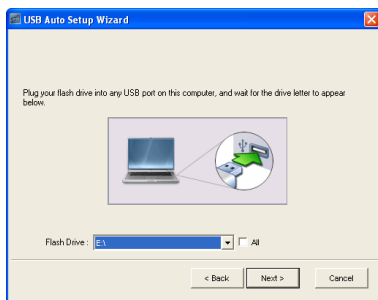 USB Auto Setup Wizard
Plug your flash drive into any USB port on this computer, and wait for the drive letter to appear
below.
Flash Drive : E:\ All
< Back Next > Cancel